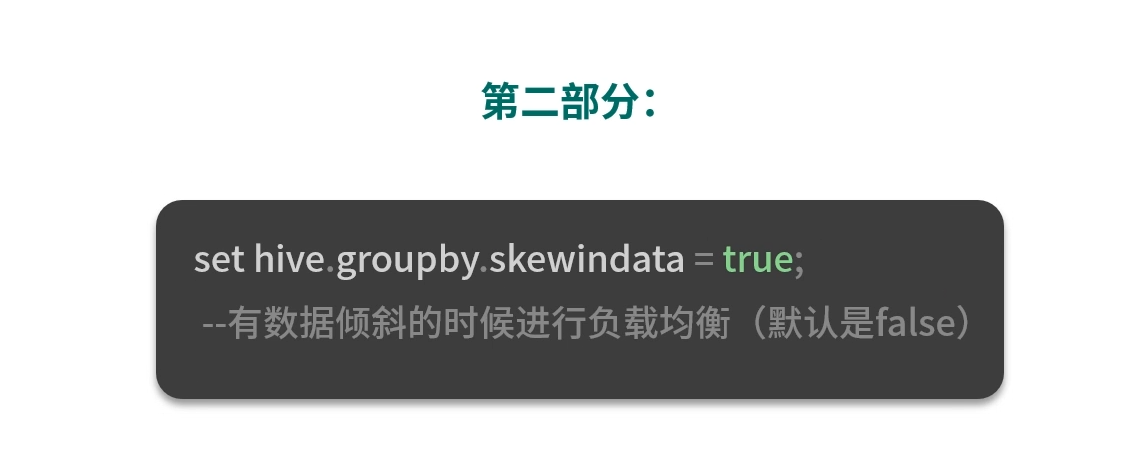 第二部分：
set hive.groupby.skewindata = true;
--有数据倾斜的时候进行负载均衡（默认是false）